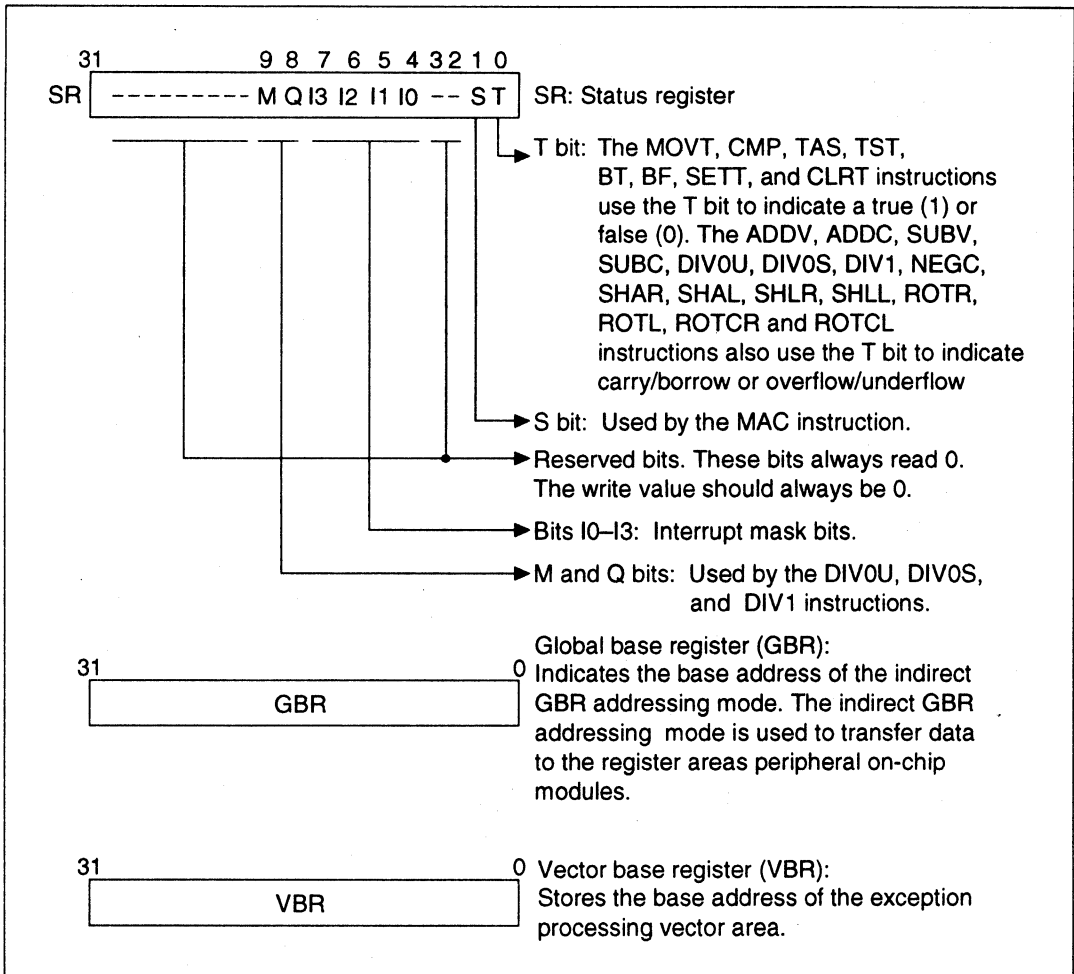 31 9 8 7 6 5 4 3 2 1 0
SR ---------- M Q I3 I2 I1 I0 -- S T SR: Status register
T bit: The MOVT, CMP, TAS, TST,
BT, BF, SETT, and CLRT instructions
use the T bit to indicate a true (1) or
false (0). The ADDV, ADDC, SUBV,
SUBC, DIV0U, DIV0S, DIV1, NEGC,
SHAR, SHAL, SHLR, SHLL, ROTR,
ROTL, ROTCR and ROTCL
instructions also use the T bit to indicate
carry/borrow or overflow/underflow
S bit: Used by the MAC instruction.
Reserved bits. These bits always read 0.
The write value should always be 0.
Bits I0–I3: Interrupt mask bits.
M and Q bits: Used by the DIV0U, DIV0S,
and DIV1 instructions.
Global base register (GBR):
31 0 Indicates the base address of the indirect
GBR GBR addressing mode. The indirect GBR
addressing mode is used to transfer data
to the register areas peripheral on-chip
modules.
31 0 Vector base register (VBR):
VBR Stores the base address of the exception
processing vector area.